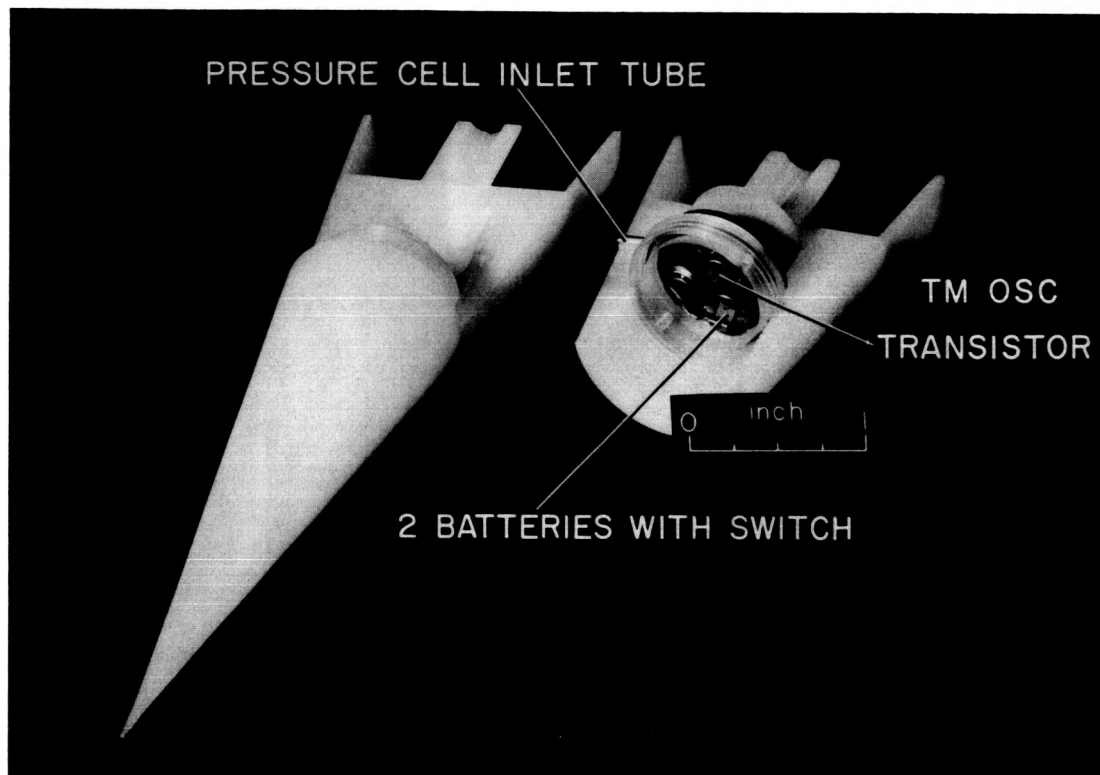 PRESSURE CELL INLET TUBE
TM OSC
TRANSISTOR
0 inch
2 BATTERIES WITH SWITCH